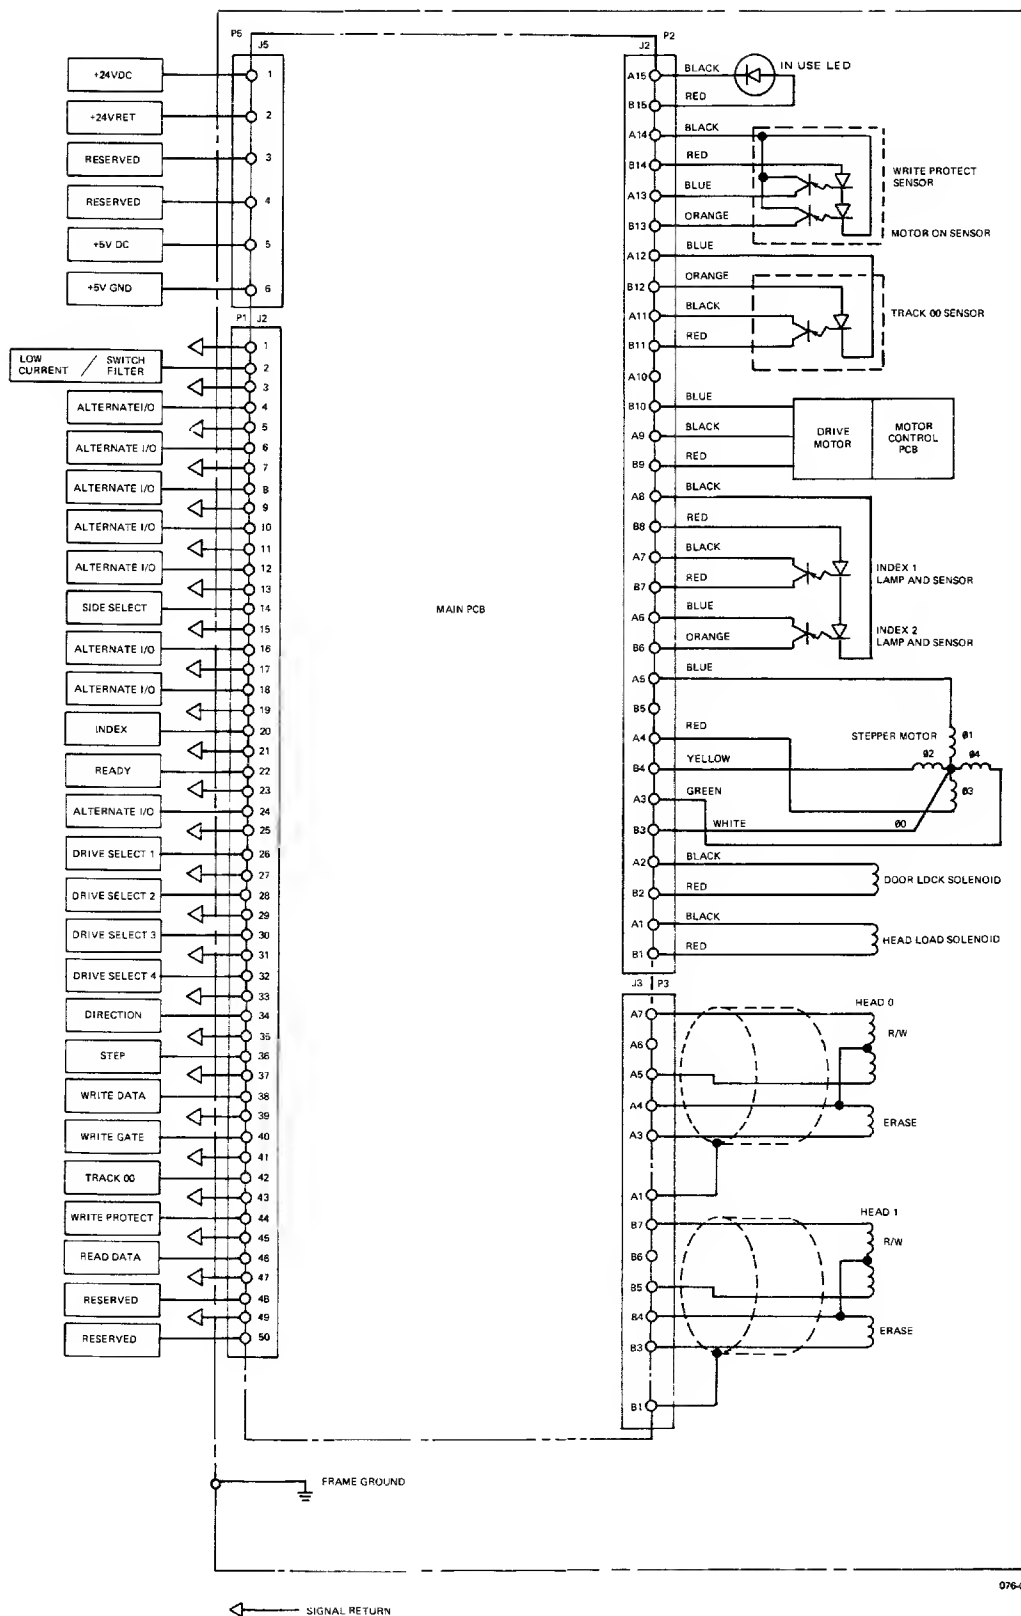 P5
J5
+24VDC
1
+24VRET
2
RESERVED
3
RESERVED
4
+5V DC
5
+5V GND
6
P1 J2
1
LOW CURRENT / SWITCH FILTER
2
3
ALTERNATE I/O
4
5
ALTERNATE I/O
6
7
ALTERNATE I/O
8
9
ALTERNATE I/O
10
11
ALTERNATE I/O
12
13
SIDE SELECT
14
15
ALTERNATE I/O
16
17
ALTERNATE I/O
18
19
INDEX
20
21
READY
22
23
ALTERNATE I/O
24
25
DRIVE SELECT 1
26
27
DRIVE SELECT 2
28
29
DRIVE SELECT 3
30
31
DRIVE SELECT 4
32
33
DIRECTION
34
35
STEP
36
37
WRITE DATA
38
39
WRITE GATE
40
41
TRACK 00
42
43
WRITE PROTECT
44
45
READ DATA
46
47
RESERVED
48
49
RESERVED
50
MAIN PCB
P2
J2
A15 BLACK
IN USE LED
B15 RED
A14 BLACK
B14 RED
WRITE PROTECT
SENSOR
A13 BLUE
B13 ORANGE
MOTOR ON SENSOR
A12 BLUE
B12 ORANGE
A11 BLACK
TRACK 00 SENSOR
B11 RED
A10
B10 BLUE
A9 BLACK
B9 RED
DRIVE
MOTOR
MOTOR
CONTROL
PCB
A8 BLACK
B8 RED
A7 BLACK
INDEX 1
LAMP AND SENSOR
B7 RED
A6 BLUE
INDEX 2
LAMP AND SENSOR
B6 ORANGE
A5 BLUE
B5
A4 RED
STEPPER MOTOR
Ø1
Ø2
Ø4
B4 YELLOW
A3 GREEN
Ø3
B3 WHITE
Ø0
A2 BLACK
DOOR LOCK SOLENOID
B2 RED
A1 BLACK
HEAD LOAD SOLENOID
B1 RED
J3 P3
HEAD 0
A7
R/W
A6
A5
A4
ERASE
A3
A1
HEAD 1
B7
R/W
B6
B5
B4
ERASE
B3
B1
FRAME GROUND
SIGNAL RETURN